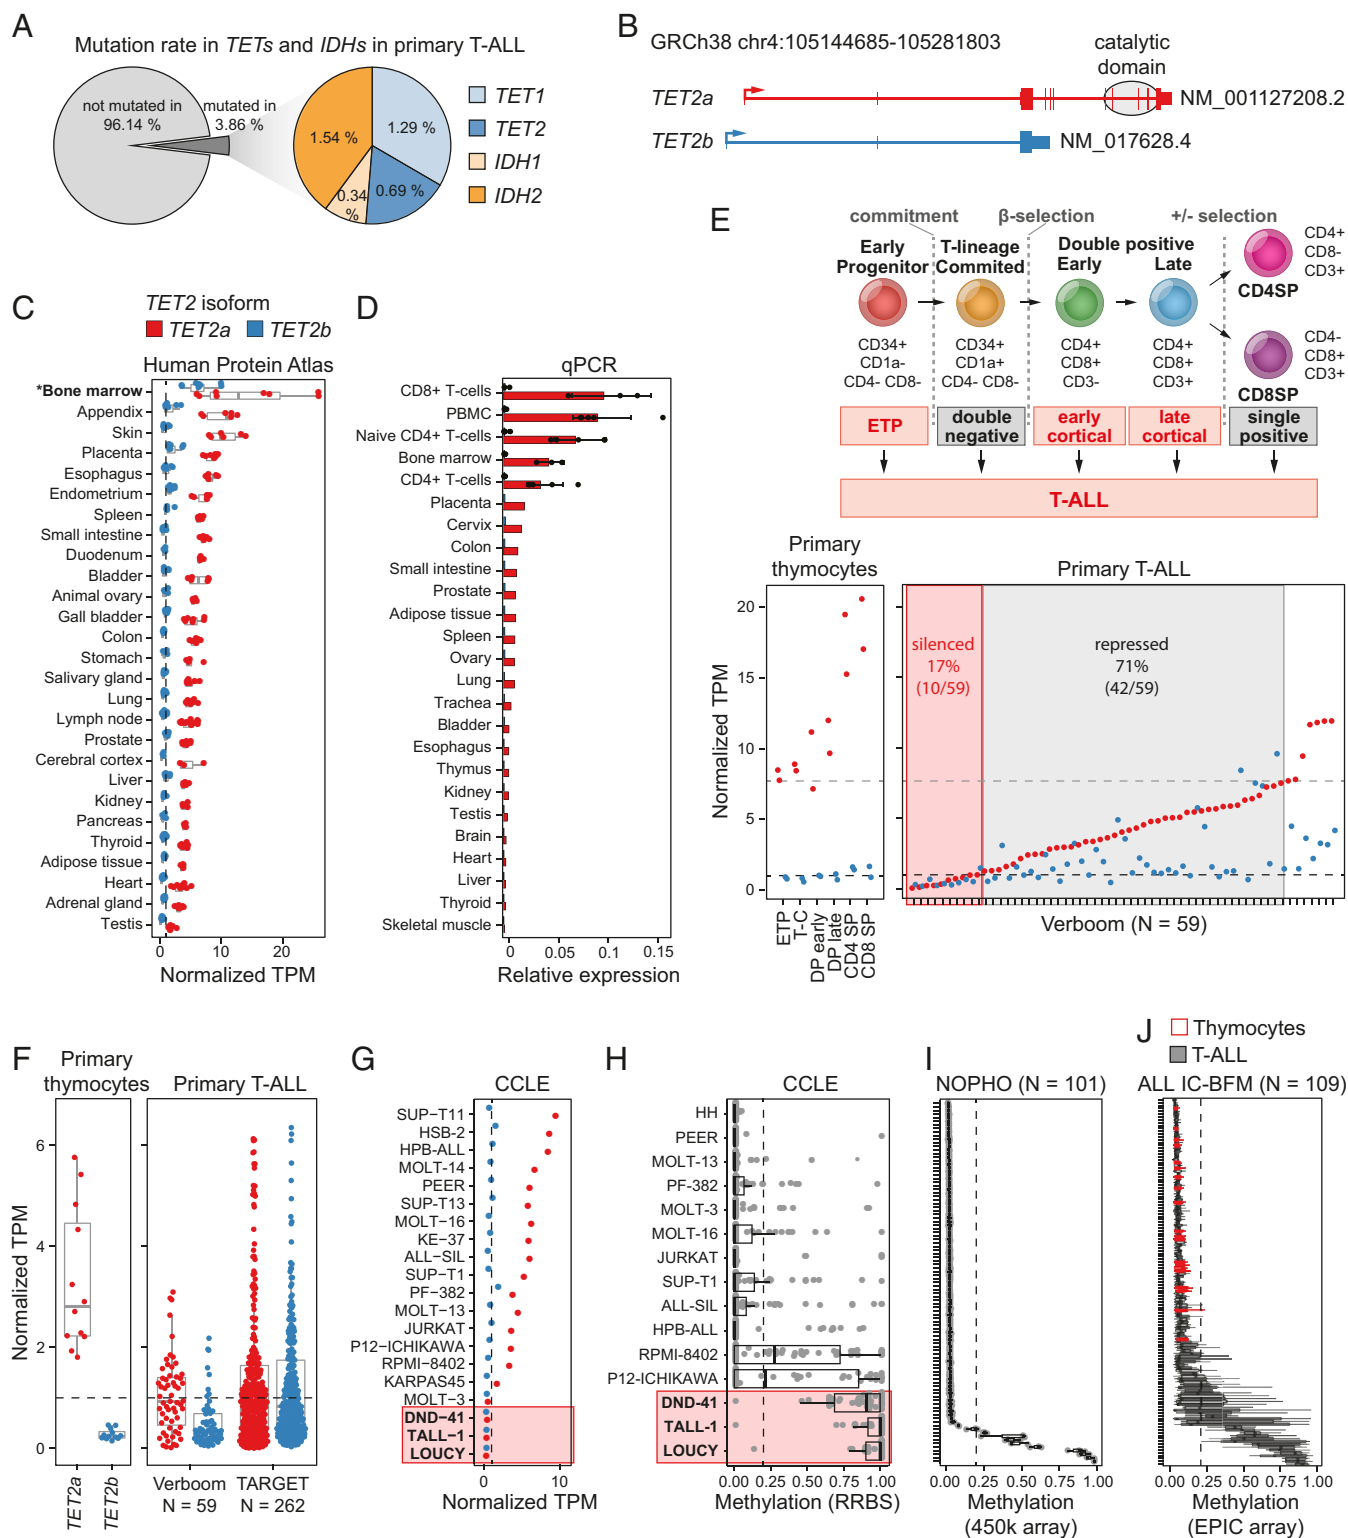 A
Mutation rate in TETs and IDHs in primary T-ALL
not mutated in
96.14 %
mutated in
3.86 %
1.54 %
1.29 %
0.34
%
0.69 %
TET1
TET2
IDH1
IDH2
B
GRCh38 chr4:105144685-105281803
catalytic
domain
TET2a
NM_001127208.2
TET2b
NM_017628.4
C
TET2 isoform
TET2a
TET2b
Human Protein Atlas
*Bone marrow
Appendix
Skin
Placenta
Esophagus
Endometrium
Spleen
Small intestine
Duodenum
Bladder
Animal ovary
Gall bladder
Colon
Stomach
Salivary gland
Lung
Lymph node
Prostate
Cerebral cortex
Liver
Kidney
Pancreas
Thyroid
Adipose tissue
Heart
Adrenal gland
Testis
0 10 20
Normalized TPM
D
qPCR
CD8+ T-cells
PBMC
Naive CD4+ T-cells
Bone marrow
CD4+ T-cells
Placenta
Cervix
Colon
Small intestine
Prostate
Adipose tissue
Spleen
Ovary
Lung
Trachea
Bladder
Esophagus
Thymus
Kidney
Testis
Brain
Heart
Liver
Thyroid
Skeletal muscle
0 0.05 0.1 0.15
Relative expression
E
commitment
β-selection
+/- selection
Early
Progenitor
T-lineage
Commited
Double positive
Early Late
CD4SP
CD4+
CD8-
CD3+
CD34+
CD1a-
CD4- CD8-
CD34+
CD1a+
CD4- CD8-
CD4+
CD8+
CD3-
CD4+
CD8+
CD3+
CD8SP
CD4-
CD8+
CD3+
ETP
double
negative
early
cortical
late
cortical
single
positive
T-ALL
Primary
thymocytes
Primary T-ALL
Normalized TPM
20
15
10
5
0
silenced
17%
(10/59)
repressed
71%
(42/59)
ETP
T-C
DP early
DP late
CD4 SP
CD8 SP
Verboom (N = 59)
F
Primary
thymocytes
Primary T-ALL
Normalized TPM
6
4
2
0
TET2a
TET2b
Verboom
N = 59
TARGET
N = 262
G
CCLE
SUP−T11
HSB-2
HPB-ALL
MOLT-14
PEER
SUP-T13
MOLT−16
KE-37
ALL−SIL
SUP−T1
PF-382
MOLT−13
JURKAT
P12−ICHIKAWA
RPMI-8402
KARPAS45
MOLT−3
DND−41
TALL−1
LOUCY
0 10
Normalized TPM
H
CCLE
HH
PEER
MOLT-13
PF-382
MOLT-3
MOLT-16
JURKAT
SUP-T1
ALL-SIL
HPB-ALL
RPMI-8402
P12-ICHIKAWA
DND-41
TALL-1
LOUCY
0.00 0.25 0.50 0.75 1.00
Methylation (RRBS)
I
NOPHO (N = 101)
0.00 0.25 0.50 0.75 1.00
Methylation
(450k array)
J
Thymocytes
T-ALL
ALL IC-BFM (N = 109)
0.00 0.25 0.50 0.75 1.00
Methylation
(EPIC array)